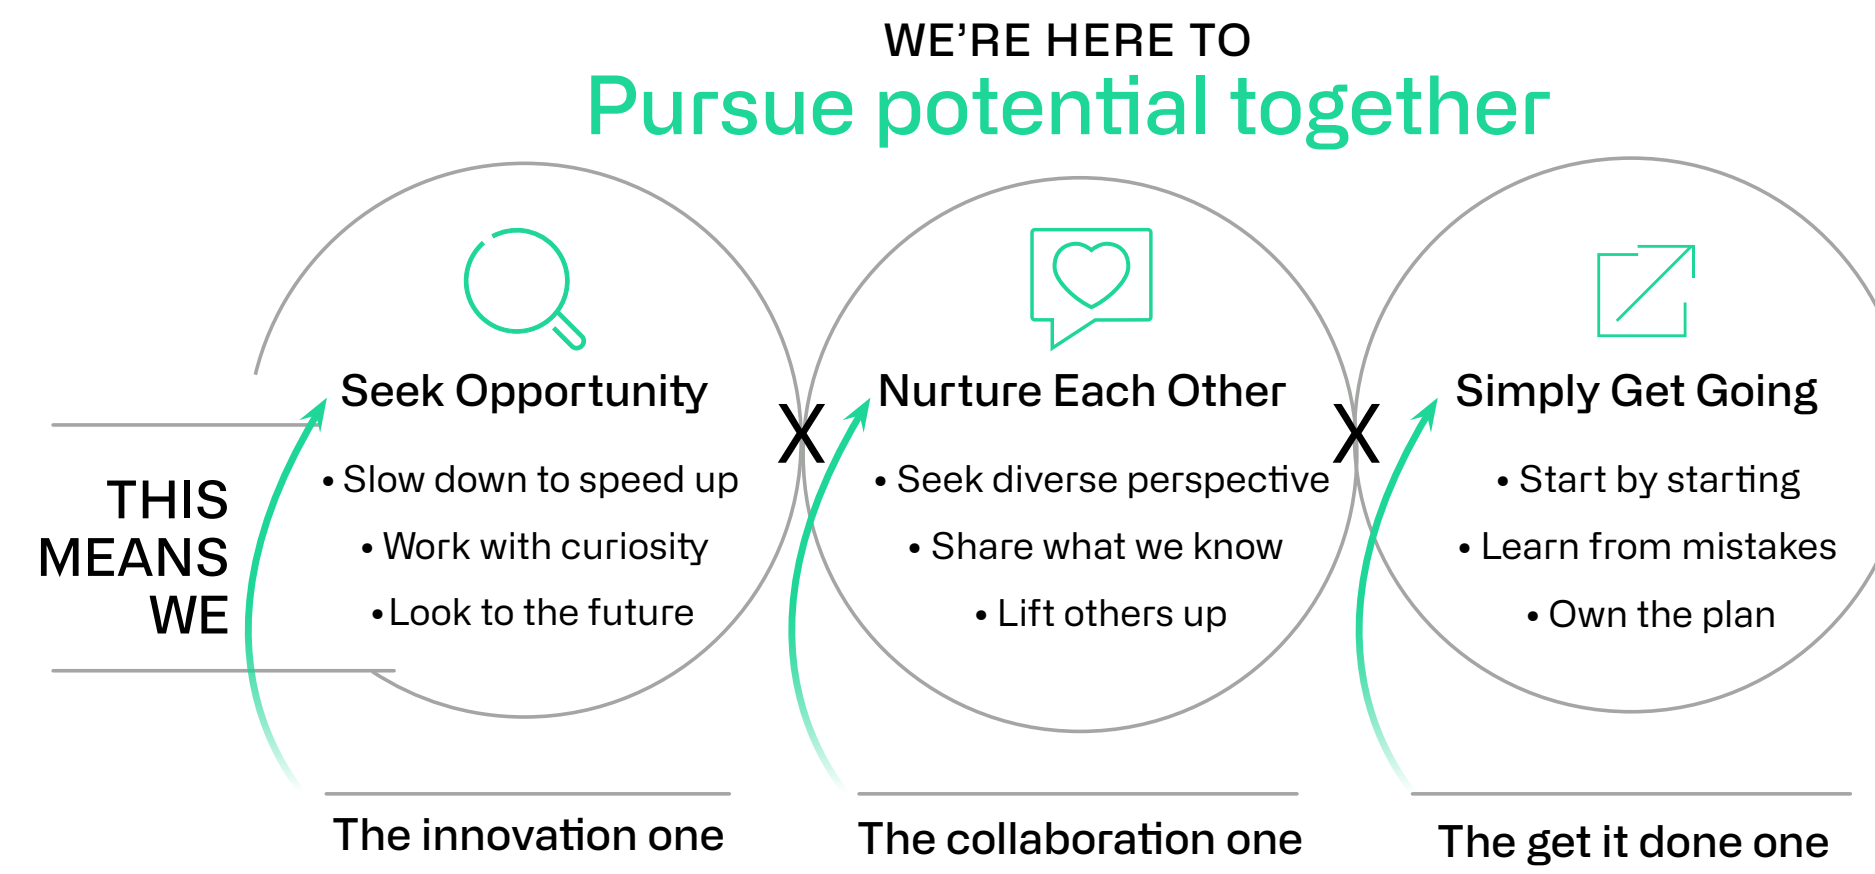 WE’RE HERE TO
Pursue potential together
THIS
MEANS
WE
Seek Opportunity
• Slow down to speed up
• Work with curiosity
• Look to the future
X
Nurture Each Other
• Seek diverse perspective
• Share what we know
• Lift others up
X
Simply Get Going
• Start by starting
• Learn from mistakes
• Own the plan
The innovation one
The collaboration one
The get it done one